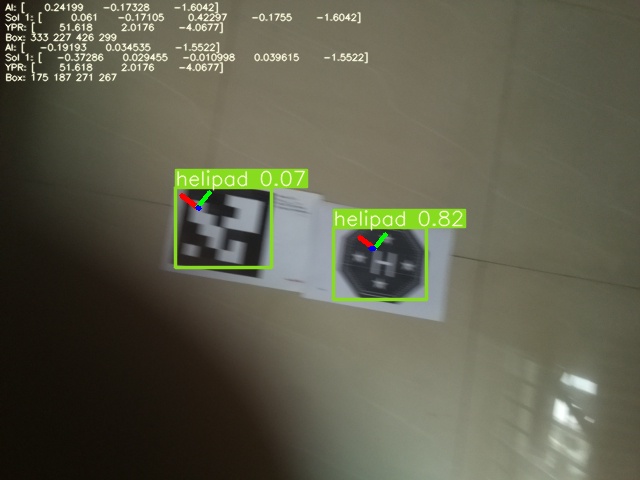 AI: [ 0.24199 -0.17328 -1.6042]
Sol 1: [ 0.061 -0.17105 0.42297 -0.1755 -1.6042]
YPR: [ 51.618 2.0176 -4.0677]
Box: 333 227 426 299
AI: [ -0.19193 0.034535 -1.5522]
Sol 1: [ -0.37286 0.029455 -0.010998 0.039615 -1.5522]
YPR: [ 51.618 2.0176 -4.0677]
Box: 175 187 271 267
helipad 0.07
helipad 0.82
H